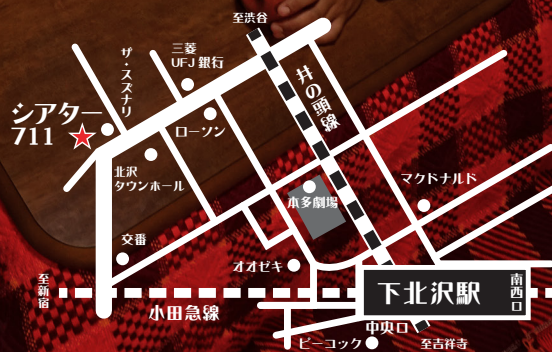 至渋谷
ザ・スズナリ
三菱
UFJ 銀行
井の頭線
シアター
711
ローソン
北沢
タウンホール
マクドナルド
本多劇場
交番
オオゼキ
至新宿
下北沢駅
南西口
小田急線
中央口
ピーコック
至吉祥寺